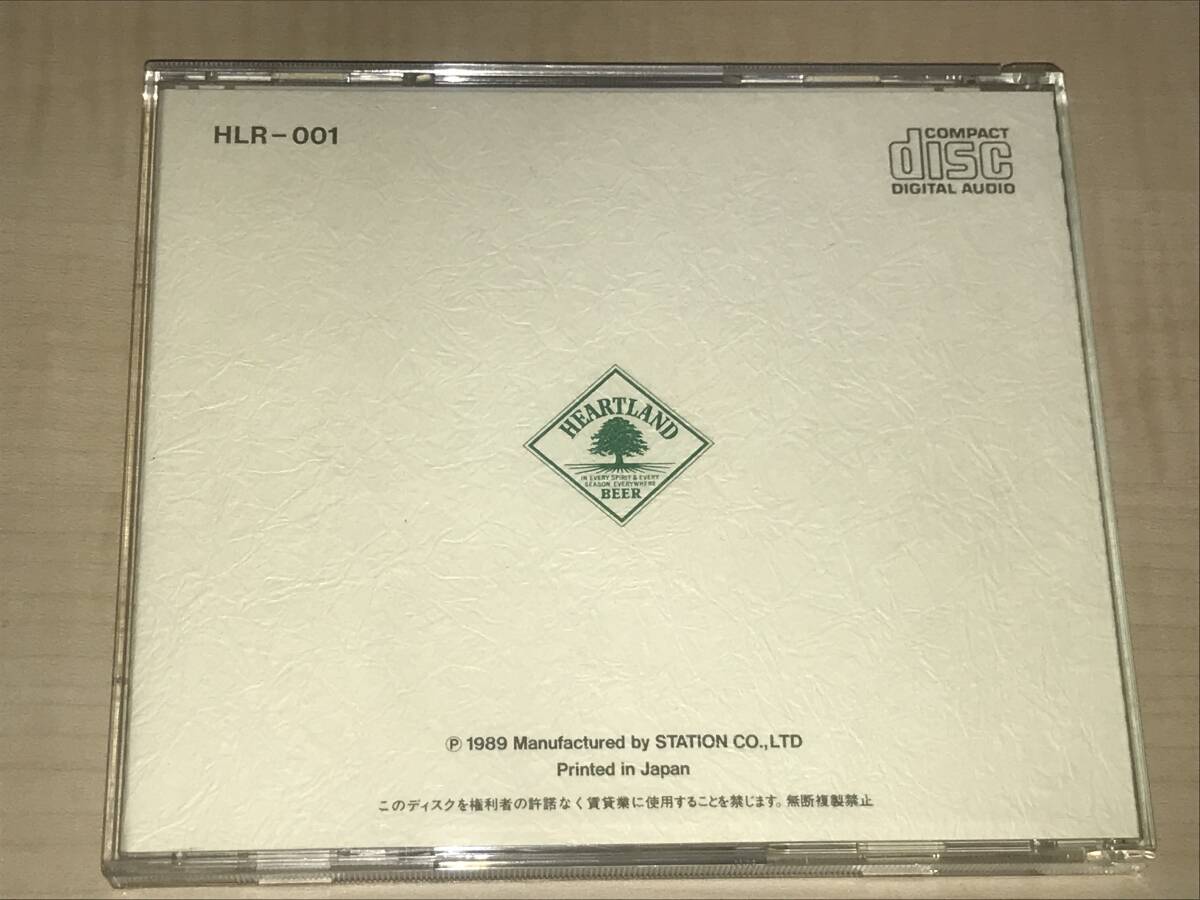 HLR-001
COMPACT
disc
DIGITAL AUDIO
HEARTLAND
IN EVERY SPIRIT & EVERY
SEASON, EVERYWHERE
BEER
Ⓟ 1989 Manufactured by STATION CO.,LTD
Printed in Japan
このディスクを権利者の許諾なく賃貸業に使用することを禁じます。無断複製禁止